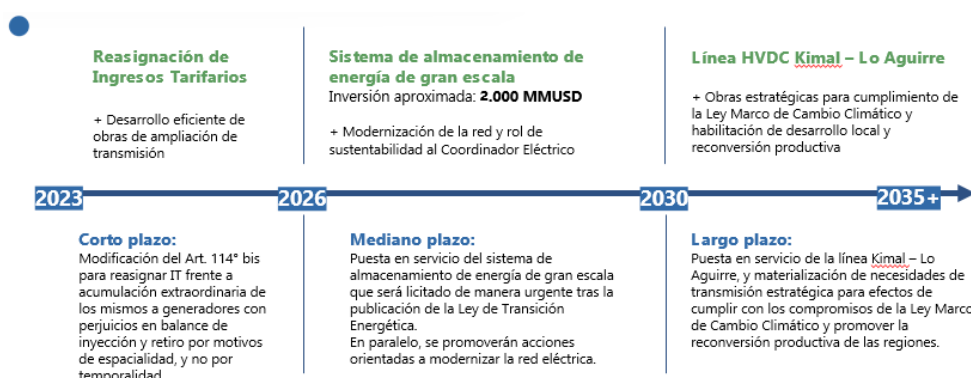 Reasignación de
Ingresos Tarifarios
+ Desarrollo eficiente de
obras de ampliación de
transmisión
Sistema de almacenamiento de
energía de gran escala
Inversión aproximada: 2.000 MMUSD
+ Modernización de la red y rol de
sustentabilidad al Coordinador Eléctrico
Línea HVDC Kimal – Lo Aguirre
+ Obras estratégicas para cumplimiento de
la Ley Marco de Cambio Climático y
habilitación de desarrollo local y
reconversión productiva
2023
2026
2030
2035+
Corto plazo:
Modificación del Art. 114° bis
para reasignar IT frente a
acumulación extraordinaria de
los mismos a generadores con
perjuicios en balance de
inyección y retiro por motivos
de espacialidad, y no por
temporalidad
Mediano plazo:
Puesta en servicio del sistema de
almacenamiento de energía de gran escala
que será licitado de manera urgente tras la
publicación de la Ley de Transición
Energética.
En paralelo, se promoverán acciones
orientadas a modernizar la red eléctrica.
Largo plazo:
Puesta en servicio de la línea Kimal – Lo
Aguirre, y materialización de necesidades de
transmisión estratégica para efectos de
cumplir con los compromisos de la Ley Marco
de Cambio Climático y promover la
reconversión productiva de las regiones.